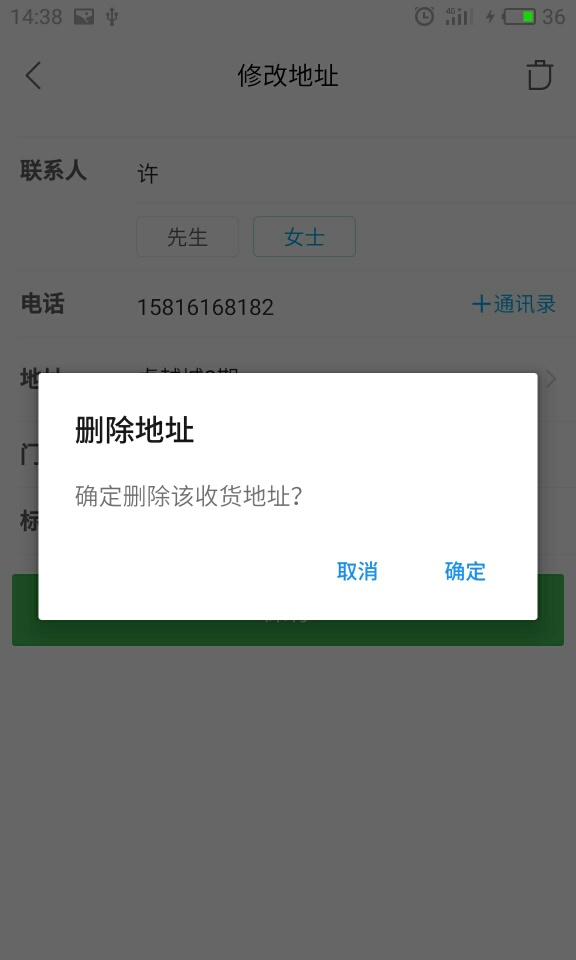 14:38
4G
36
修改地址
联系人
许
先生
女士
电话
15816168182
+通讯录
删除地址
确定删除该收货地址?
取消
确定